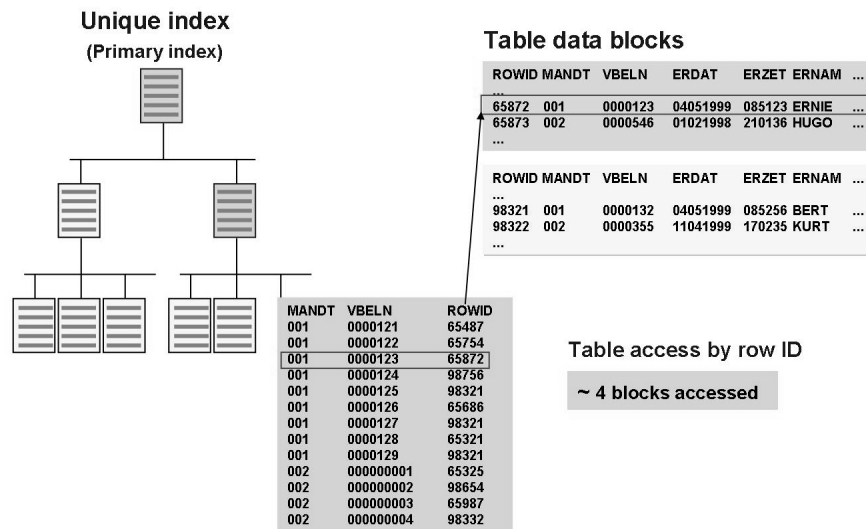 Unique index
(Primary index)
Table data blocks
ROWID MANDT VBELN ERDAT ERZET ERNAM ...
...
65872 001 0000123 04051999 085123 ERNIE ...
65873 002 0000546 01021998 210136 HUGO ...
...
ROWID MANDT VBELN ERDAT ERZET ERNAM ...
...
98321 001 0000132 04051999 085256 BERT ...
98322 002 0000355 11041999 170235 KURT ...
...
MANDT VBELN ROWID
001 0000121 65487
001 0000122 65754
001 0000123 65872
001 0000124 98756
001 0000125 98321
001 0000126 65686
001 0000127 98321
001 0000128 65321
001 0000129 98321
002 000000001 65325
002 000000002 98654
002 000000003 65987
002 000000004 98332
Table access by row ID
~ 4 blocks accessed